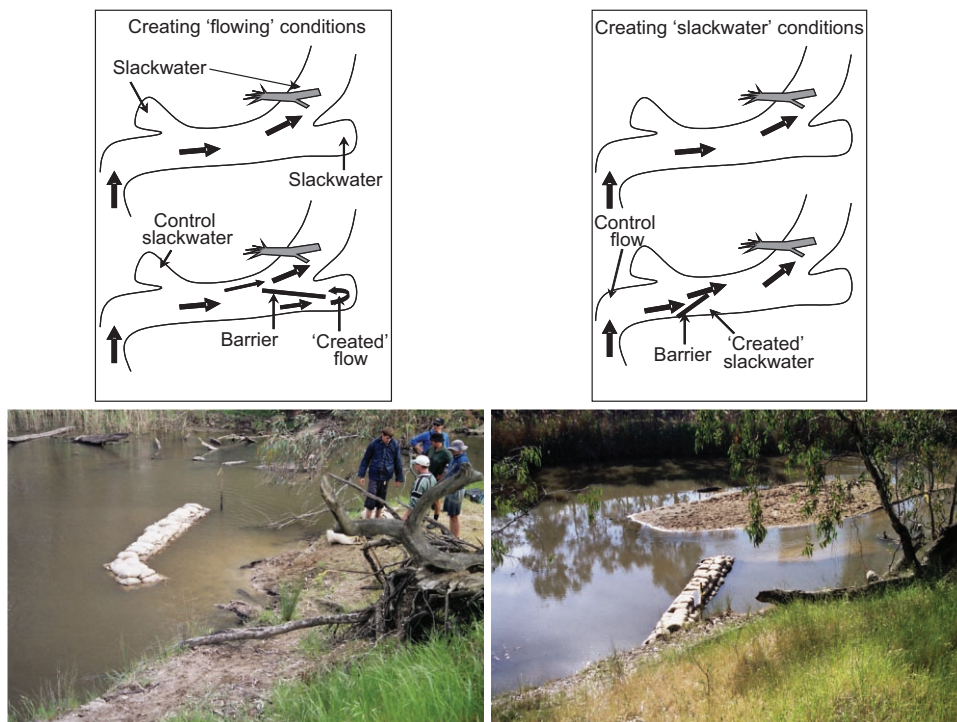 Creating ‘flowing’ conditions
Slackwater
Slackwater
Control
slackwater
Barrier
‘Created’
flow
Creating ‘slackwater’ conditions
Control
flow
Barrier
‘Created’
slackwater